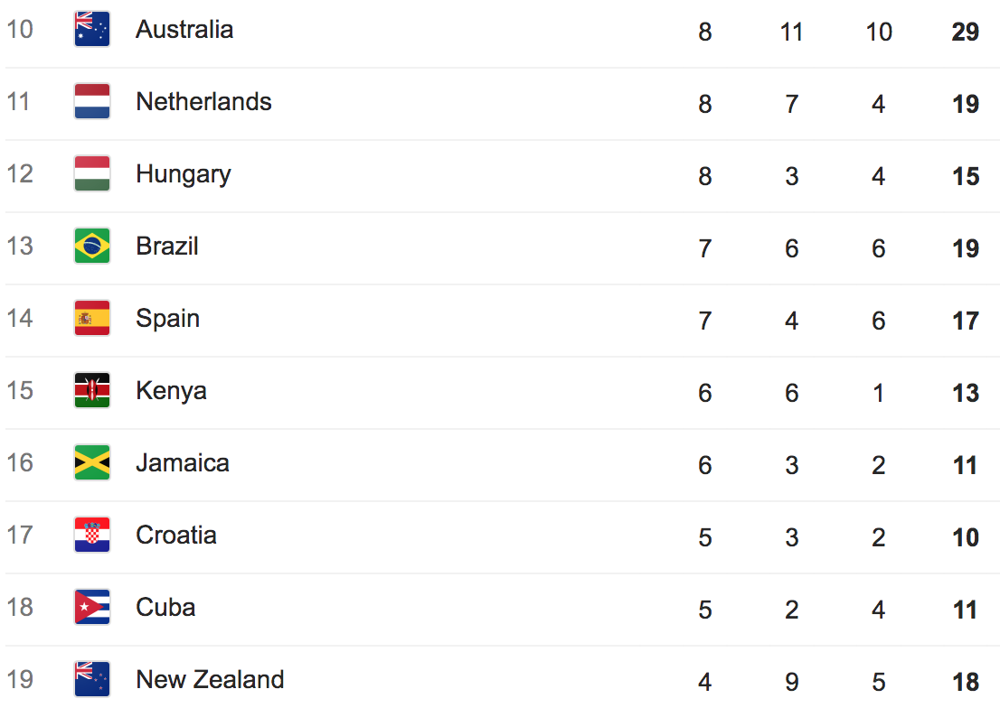 10 Australia 8 11 10 29
11 Netherlands 8 7 4 19
12 Hungary 8 3 4 15
13 Brazil 7 6 6 19
14 Spain 7 4 6 17
15 Kenya 6 6 1 13
16 Jamaica 6 3 2 11
17 Croatia 5 3 2 10
18 Cuba 5 2 4 11
19 New Zealand 4 9 5 18